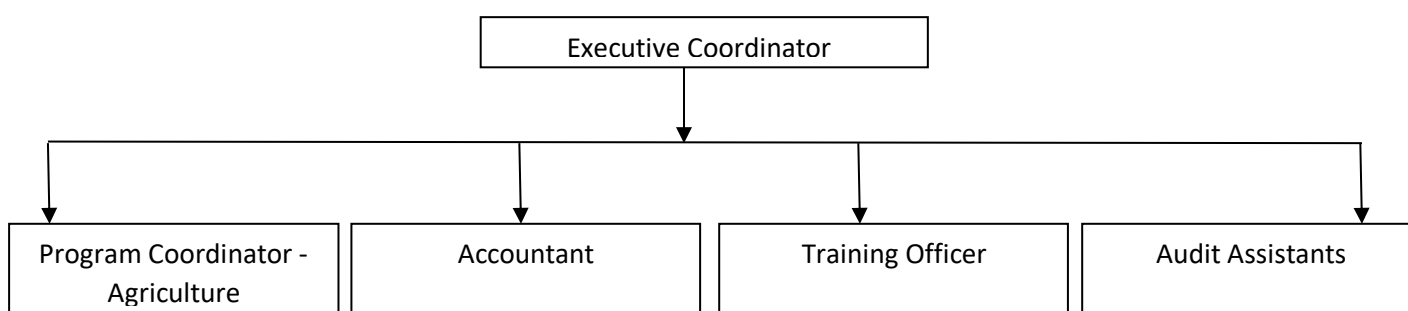 Executive Coordinator
Program Coordinator -
Agriculture
Accountant
Training Officer
Audit Assistants